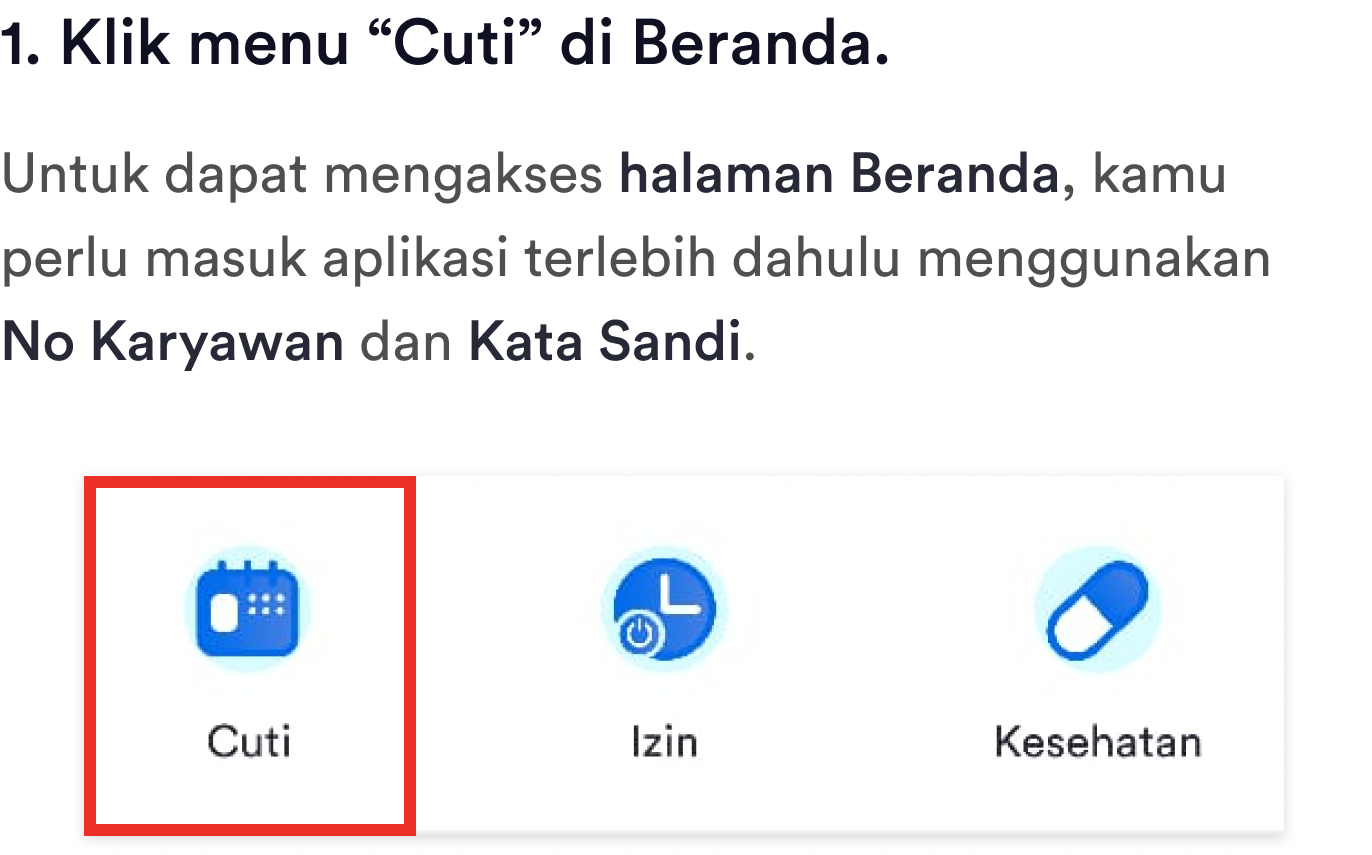 1. Klik menu “Cuti” di Beranda.
Untuk dapat mengakses halaman Beranda, kamu
perlu masuk aplikasi terlebih dahulu menggunakan
No Karyawan dan Kata Sandi.
Cuti
Izin
Kesehatan